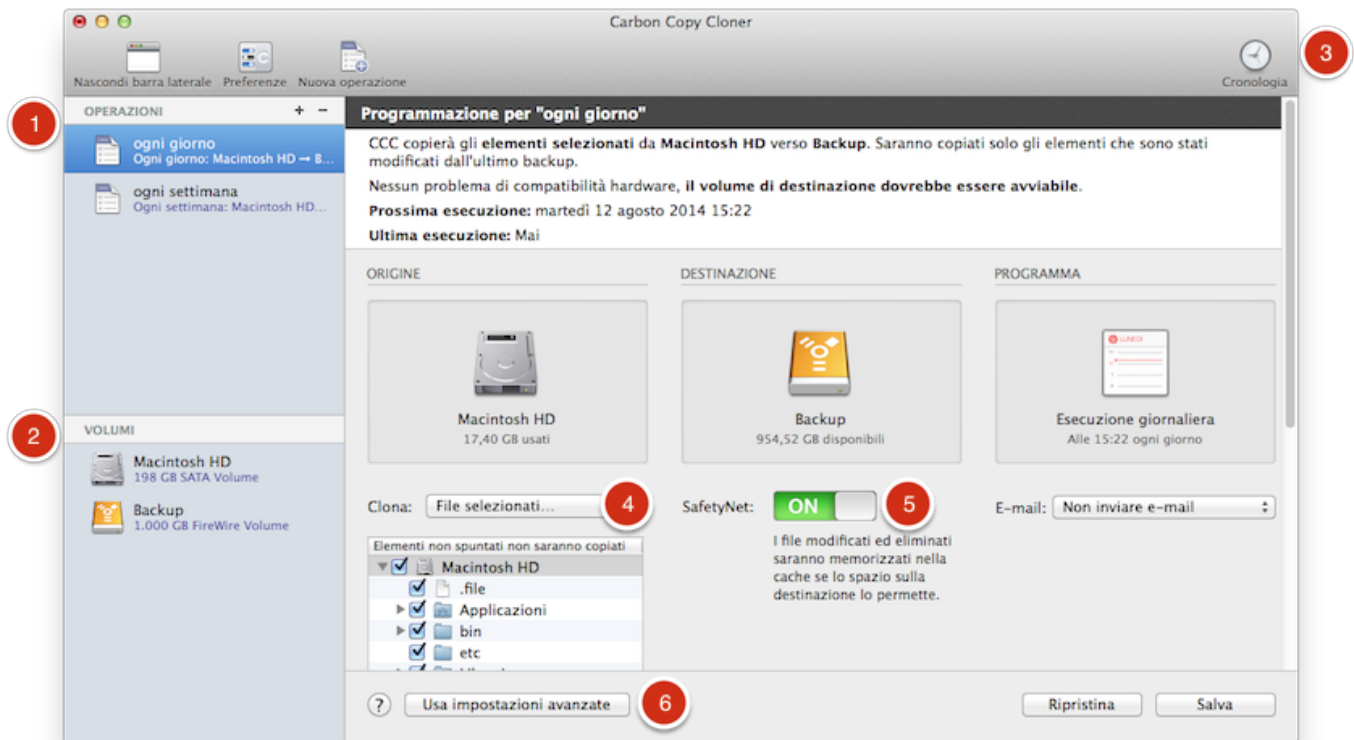 Carbon Copy Cloner
Nascondi barra laterale Preferenze Nuova operazione
Cronologia
3
1
OPERAZIONI + -
ogni giorno
Ogni giorno: Macintosh HD → B...
ogni settimana
Ogni settimana: Macintosh HD...
2
VOLUMI
Macintosh HD
198 GB SATA Volume
Backup
1.000 GB FireWire Volume
Programmazione per "ogni giorno"
CCC copierà gli elementi selezionati da Macintosh HD verso Backup. Saranno copiati solo gli elementi che sono stati
modificati dall'ultimo backup.
Nessun problema di compatibilità hardware, il volume di destinazione dovrebbe essere avviabile.
Prossima esecuzione: martedì 12 agosto 2014 15:22
Ultima esecuzione: Mai
ORIGINE
Macintosh HD
17,40 GB usati
DESTINAZIONE
Backup
954,52 GB disponibili
PROGRAMMA
LUNEDÌ
Esecuzione giornaliera
Alle 15:22 ogni giorno
Clona: File selezionati...
4
Elementi non spuntati non saranno copiati
Macintosh HD
.file
Applicazioni
bin
etc
SafetyNet: ON
5
I file modificati ed eliminati
saranno memorizzati nella
cache se lo spazio sulla
destinazione lo permette.
E-mail: Non inviare e-mail
? Usa impostazioni avanzate
6
Ripristina
Salva